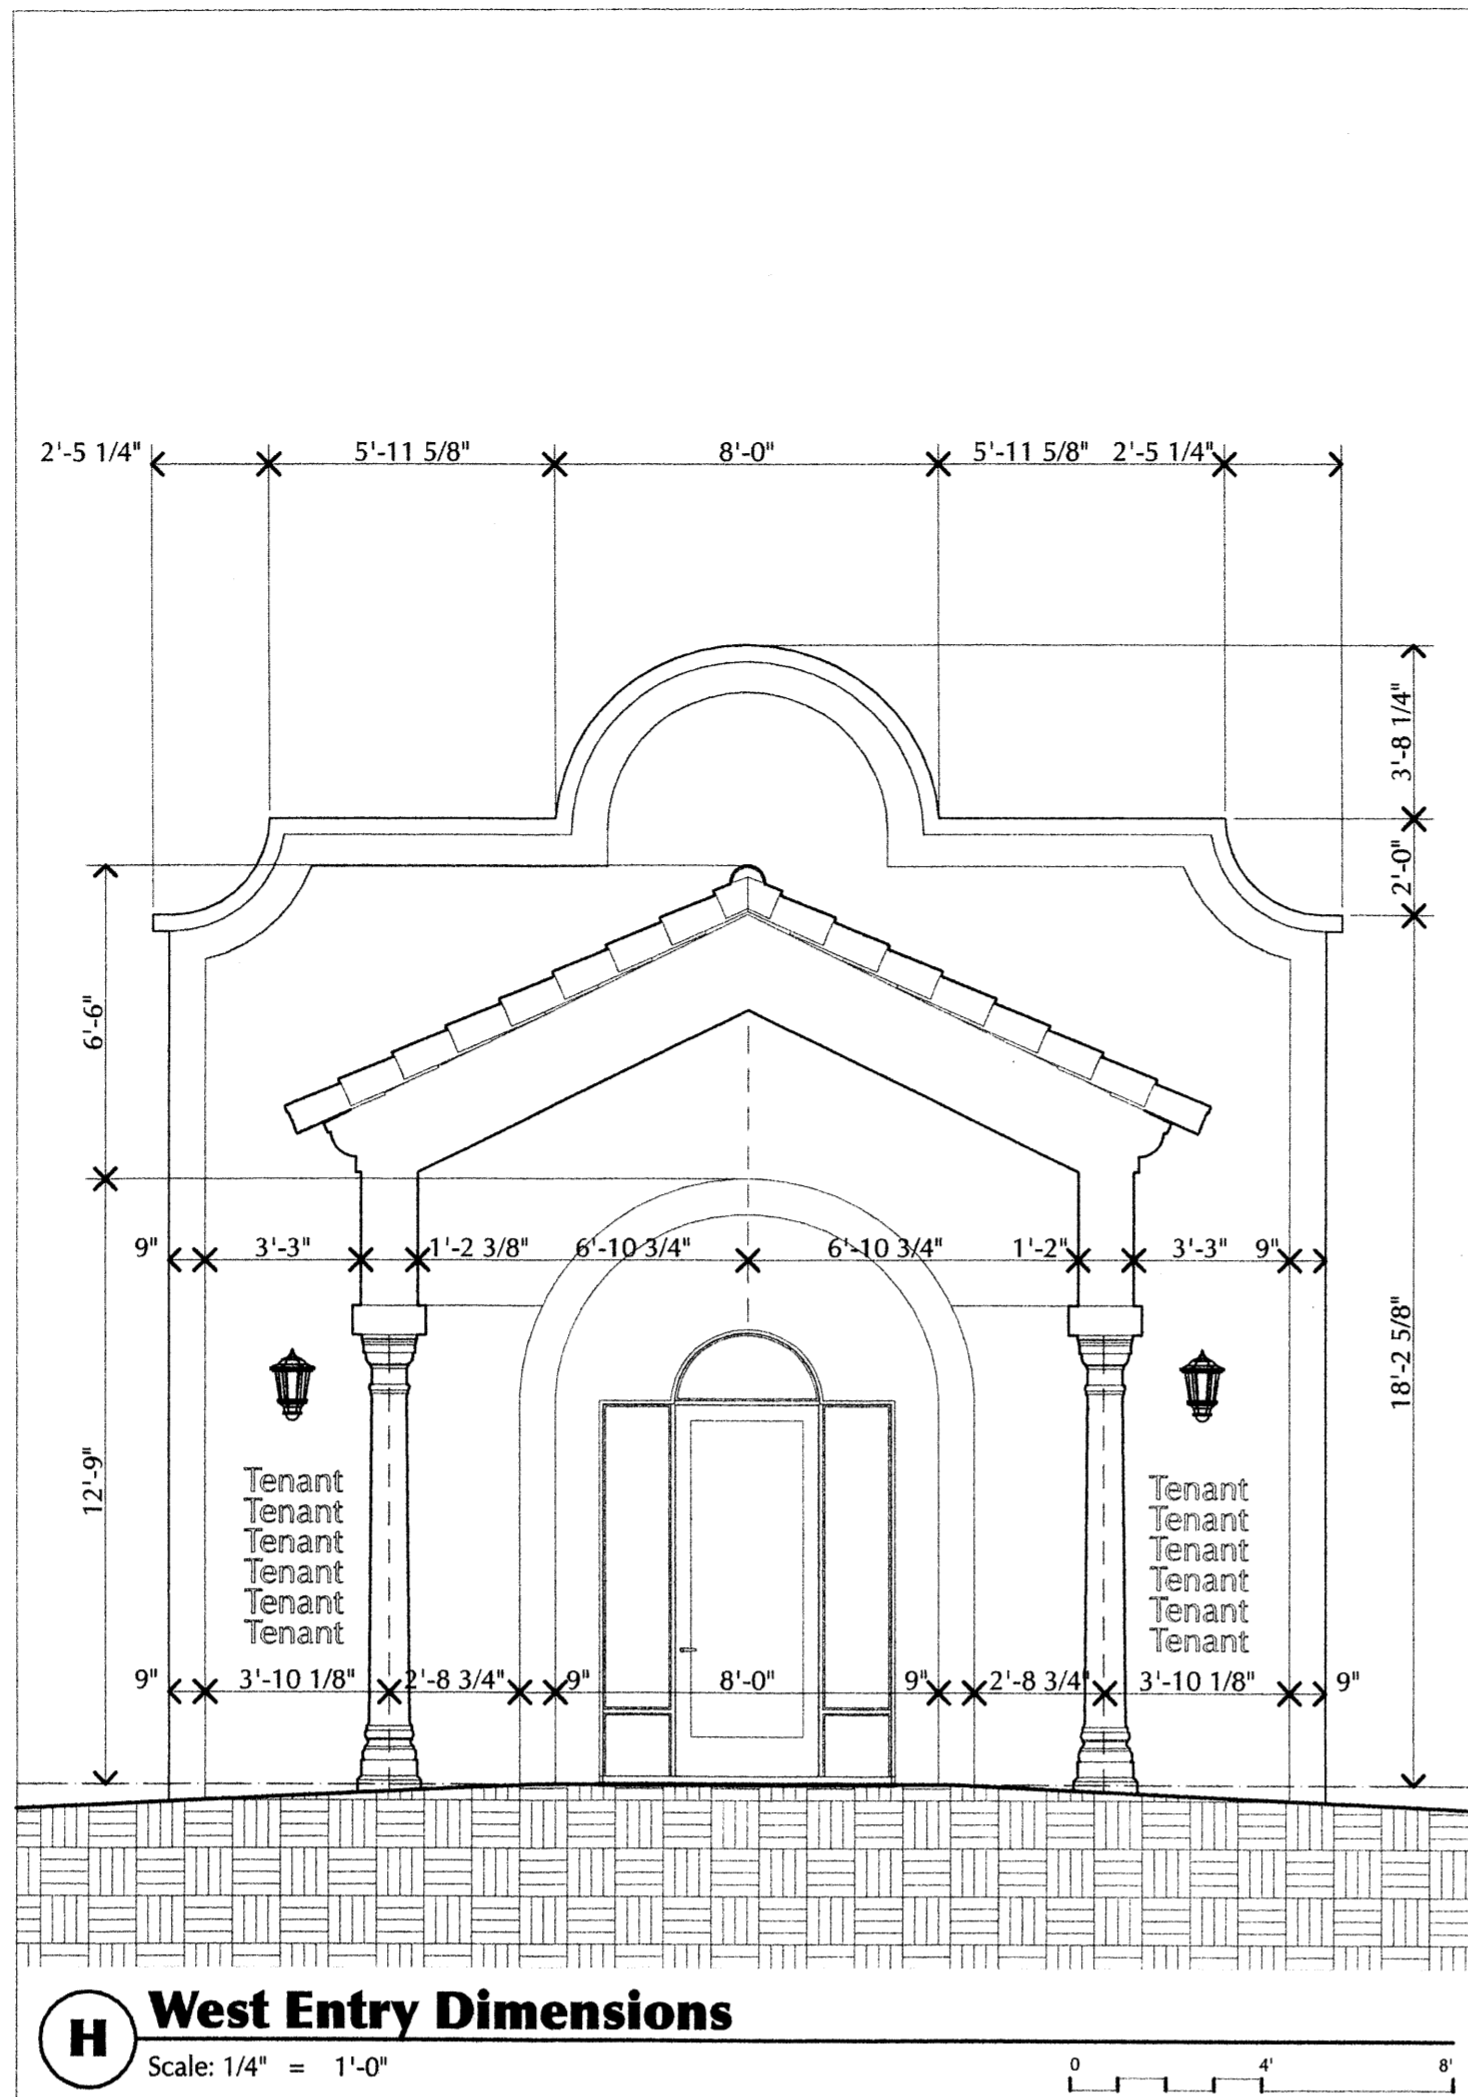 2'-5 1/4" 5'-11 5/8" 8'-0" 5'-11 5/8" 2'-5 1/4"
3'-8 1/4"
2'-0"
6'-6"
9" 3'-3" 1'-2 3/8" 6'-10 3/4" 6'-10 3/4" 1'-2" 3'-3" 9"
18'-2 5/8"
12'-9"
Tenant
Tenant
Tenant
Tenant
Tenant
Tenant
Tenant
Tenant
Tenant
Tenant
Tenant
Tenant
9" 3'-10 1/8" 2'-8 3/4" 9" 8'-0" 9" 2'-8 3/4" 3'-10 1/8" 9"
H
West Entry Dimensions
Scale: 1/4" = 1'-0"
0 4' 8'